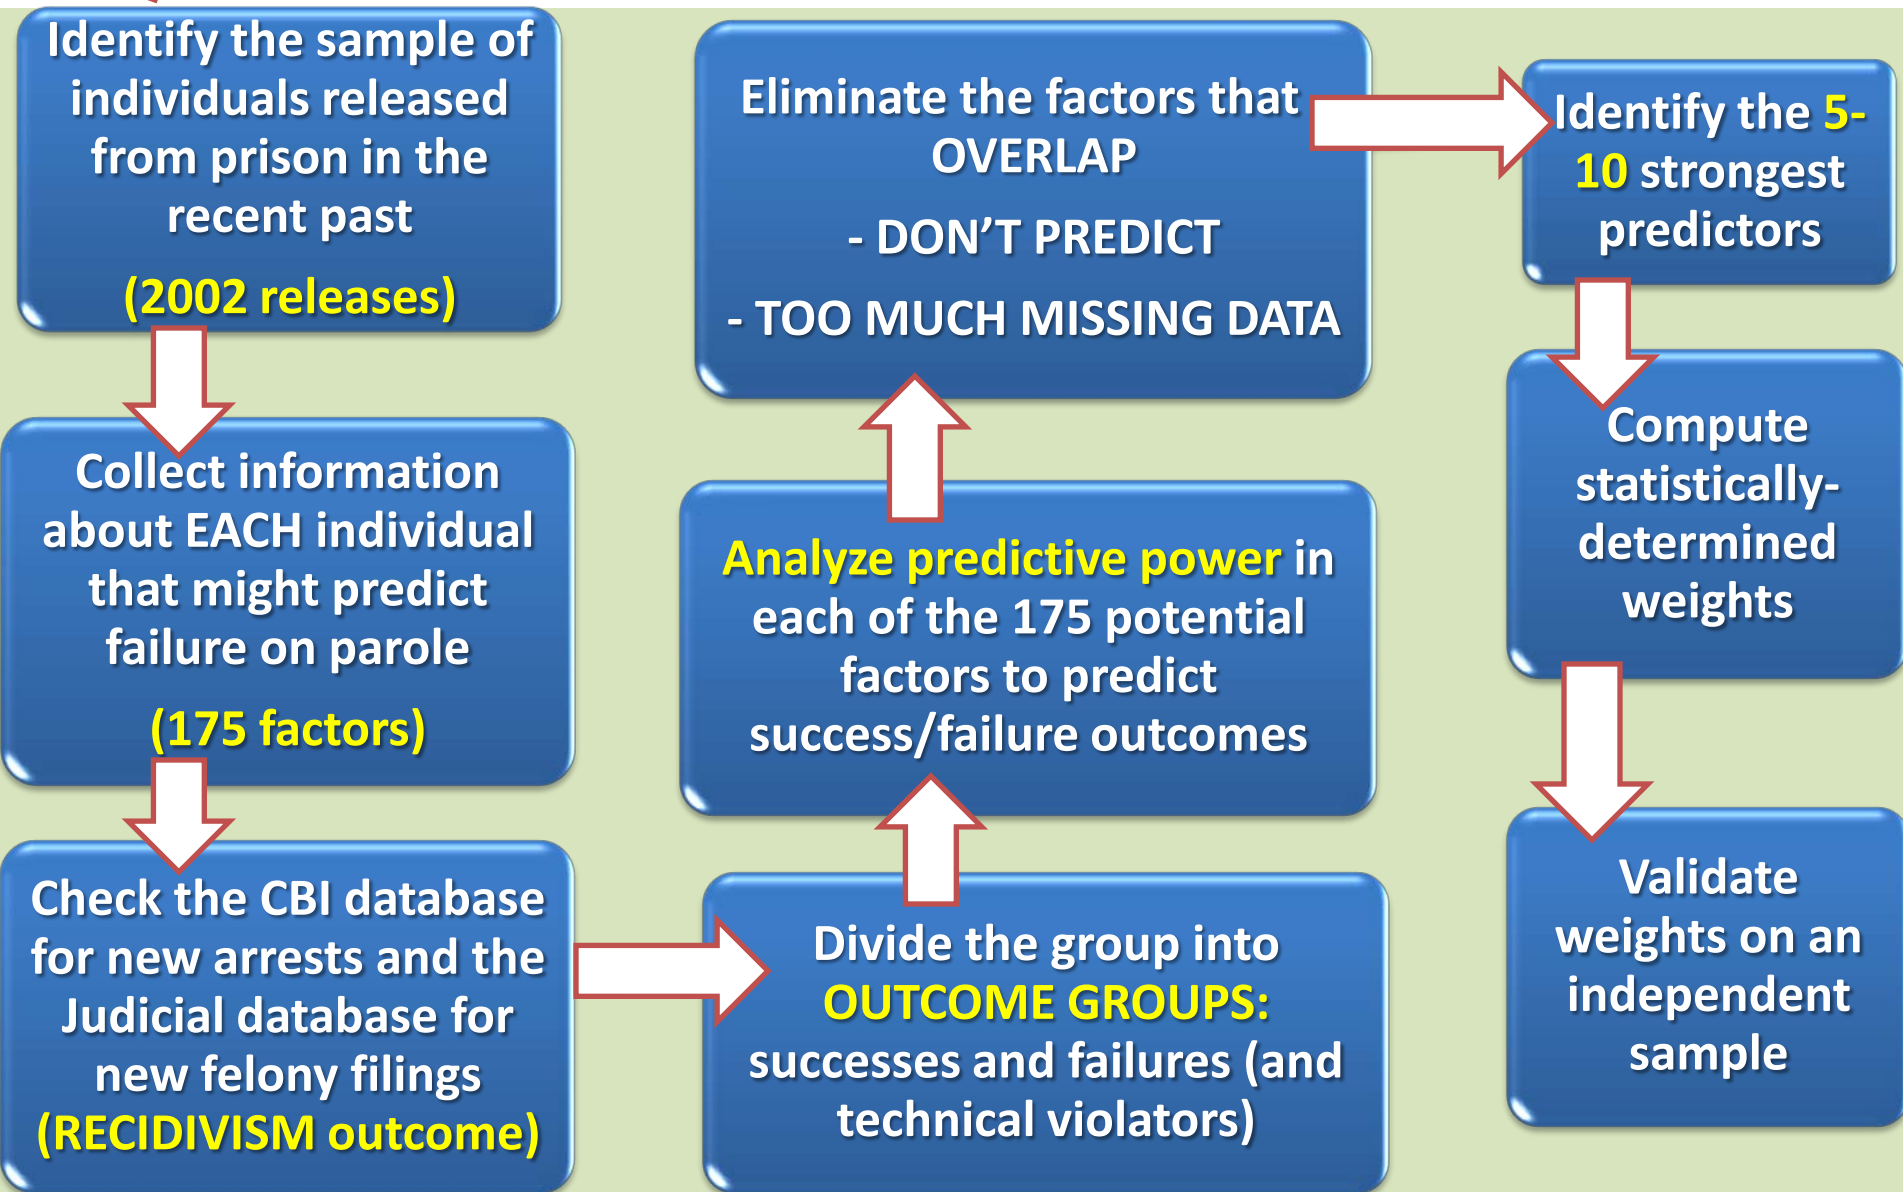 Identify the sample of
individuals released
from prison in the
recent past
(2002 releases)
Collect information
about EACH individual
that might predict
failure on parole
(175 factors)
Check the CBI database
for new arrests and the
Judicial database for
new felony filings
(RECIDIVISM outcome)
Divide the group into
OUTCOME GROUPS:
successes and failures (and
technical violators)
Analyze predictive power in
each of the 175 potential
factors to predict
success/failure outcomes
Eliminate the factors that
OVERLAP
- DON’T PREDICT
- TOO MUCH MISSING DATA
Identify the 5-
10 strongest
predictors
Compute
statistically-
determined
weights
Validate
weights on an
independent
sample